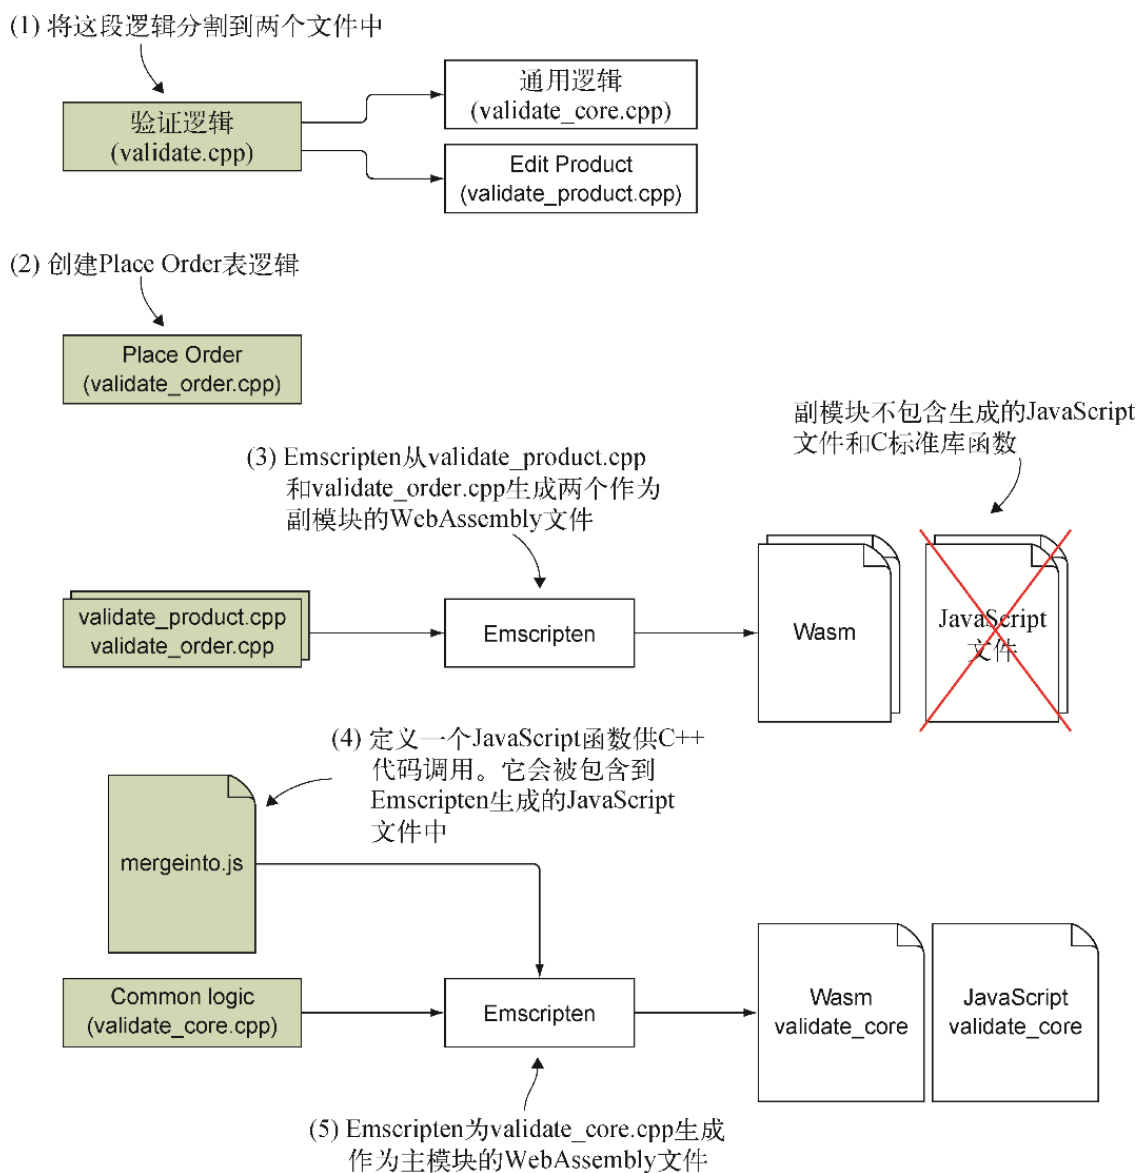 (1) 将这段逻辑分割到两个文件中
通用逻辑
(validate_core.cpp)
验证逻辑
(validate.cpp)
Edit Product
(validate_product.cpp)
(2) 创建Place Order表逻辑
Place Order
(validate_order.cpp)
副模块不包含生成的JavaScript
文件和C标准库函数
(3) Emscripten从validate_product.cpp
和validate_order.cpp生成两个作为
副模块的WebAssembly文件
validate_product.cpp
validate_order.cpp
Emscripten
Wasm
JavaScript
文件
(4) 定义一个JavaScript函数供C++
代码调用。它会被包含到
Emscripten生成的JavaScript
文件中
mergeinto.js
Common logic
(validate_core.cpp)
Emscripten
Wasm
validate_core
JavaScript
validate_core
(5) Emscripten为validate_core.cpp生成
作为主模块的WebAssembly文件